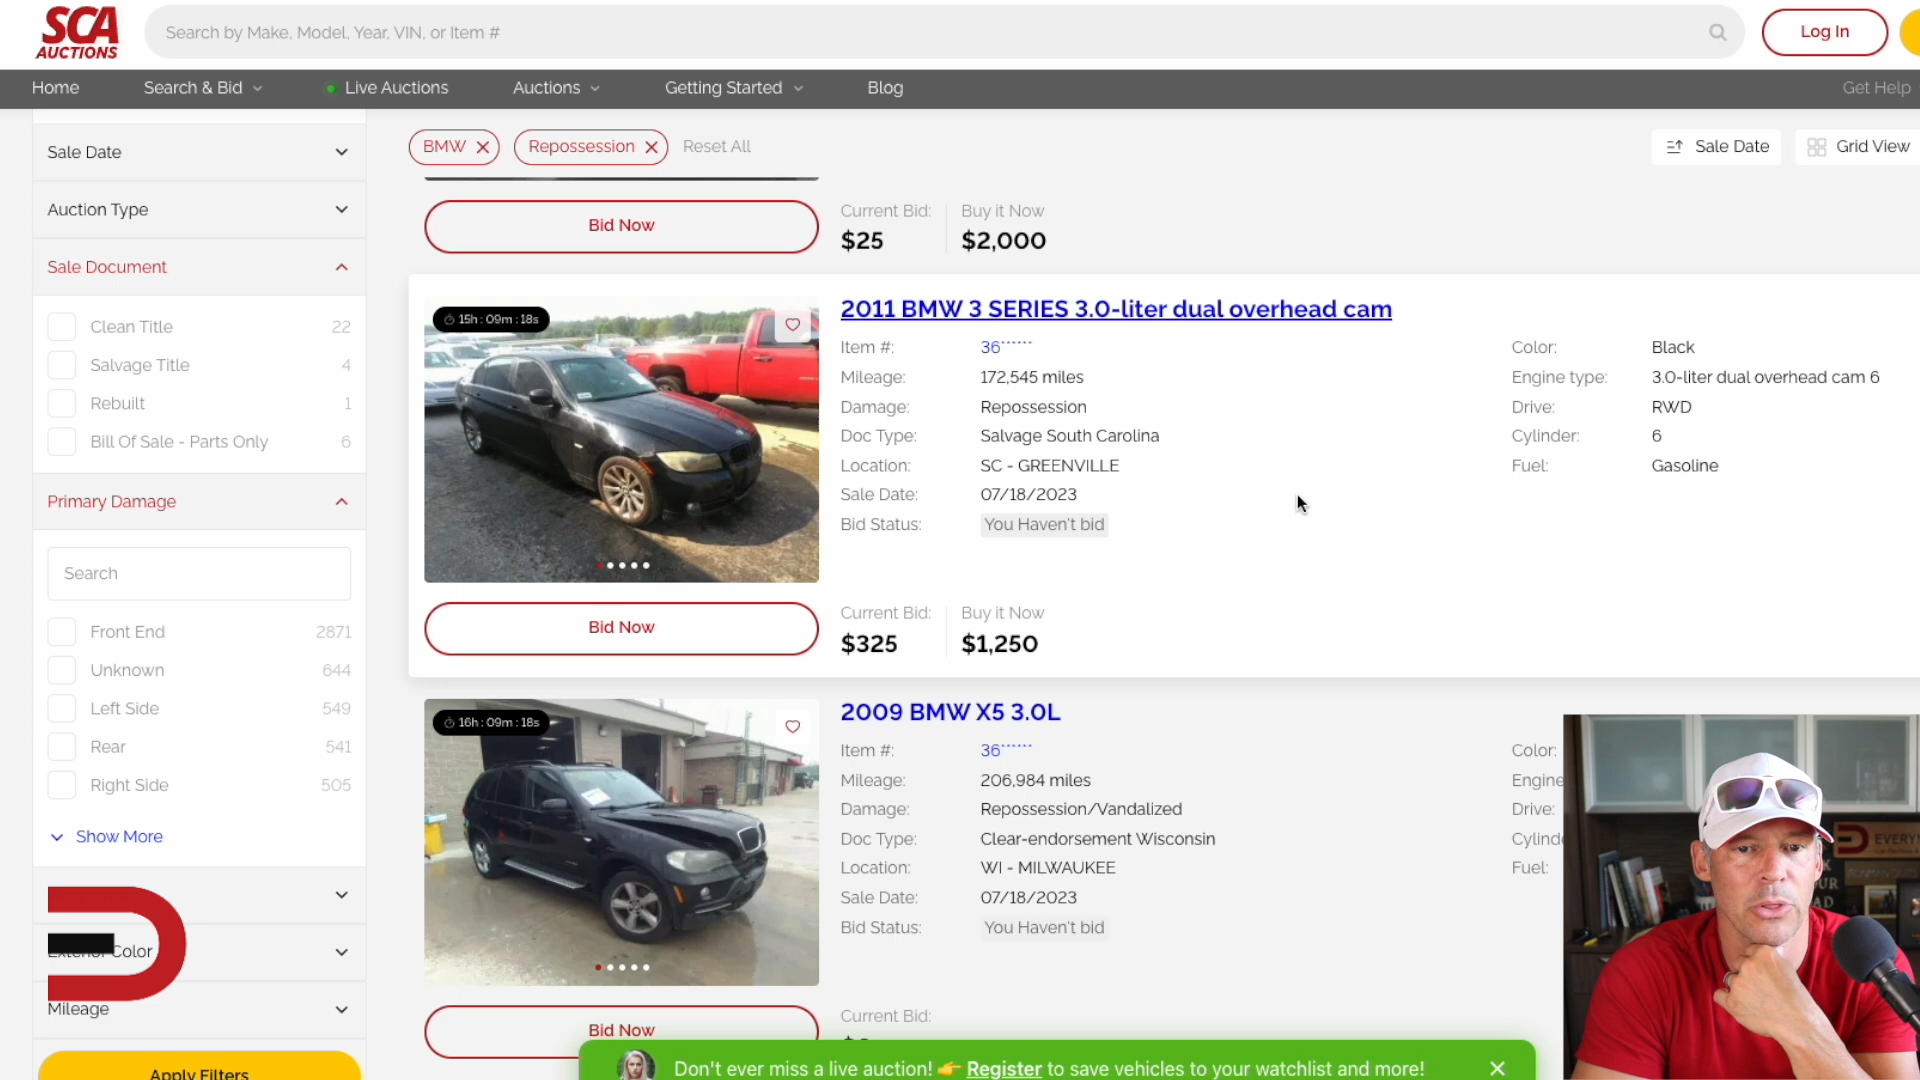 SCA
AUCTIONS
Search by Make, Model, Year, VIN, or Item #
Log In
Home
Search & Bid
Live Auctions
Auctions
Getting Started
Blog
Get Help
Sale Date
Auction Type
Sale Document
Clean Title 22
Salvage Title 4
Rebuilt 1
Bill Of Sale - Parts Only 6
Primary Damage
Search
Front End 2871
Unknown 644
Left Side 549
Rear 541
Right Side 505
Show More
Exterior Color
Mileage
Apply Filters
BMW
Repossession
Reset All
Sale Date
Grid View
Bid Now
Current Bid: Buy it Now
$25 $2,000
15h : 09m : 18s
2011 BMW 3 SERIES 3.0-liter dual overhead cam
Item #: 36******
Mileage: 172,545 miles
Damage: Repossession
Doc Type: Salvage South Carolina
Location: SC - GREENVILLE
Sale Date: 07/18/2023
Bid Status: You Haven't bid
Color: Black
Engine type: 3.0-liter dual overhead cam 6
Drive: RWD
Cylinder: 6
Fuel: Gasoline
Bid Now
Current Bid: Buy it Now
$325 $1,250
16h : 09m : 18s
2009 BMW X5 3.0L
Item #: 36******
Mileage: 206,984 miles
Damage: Repossession/Vandalized
Doc Type: Clear-endorsement Wisconsin
Location: WI - MILWAUKEE
Sale Date: 07/18/2023
Bid Status: You Haven't bid
Color:
Engine
Drive:
Cylind
Fuel:
Bid Now
Current Bid:
Don't ever miss a live auction! 👉 Register to save vehicles to your watchlist and more!